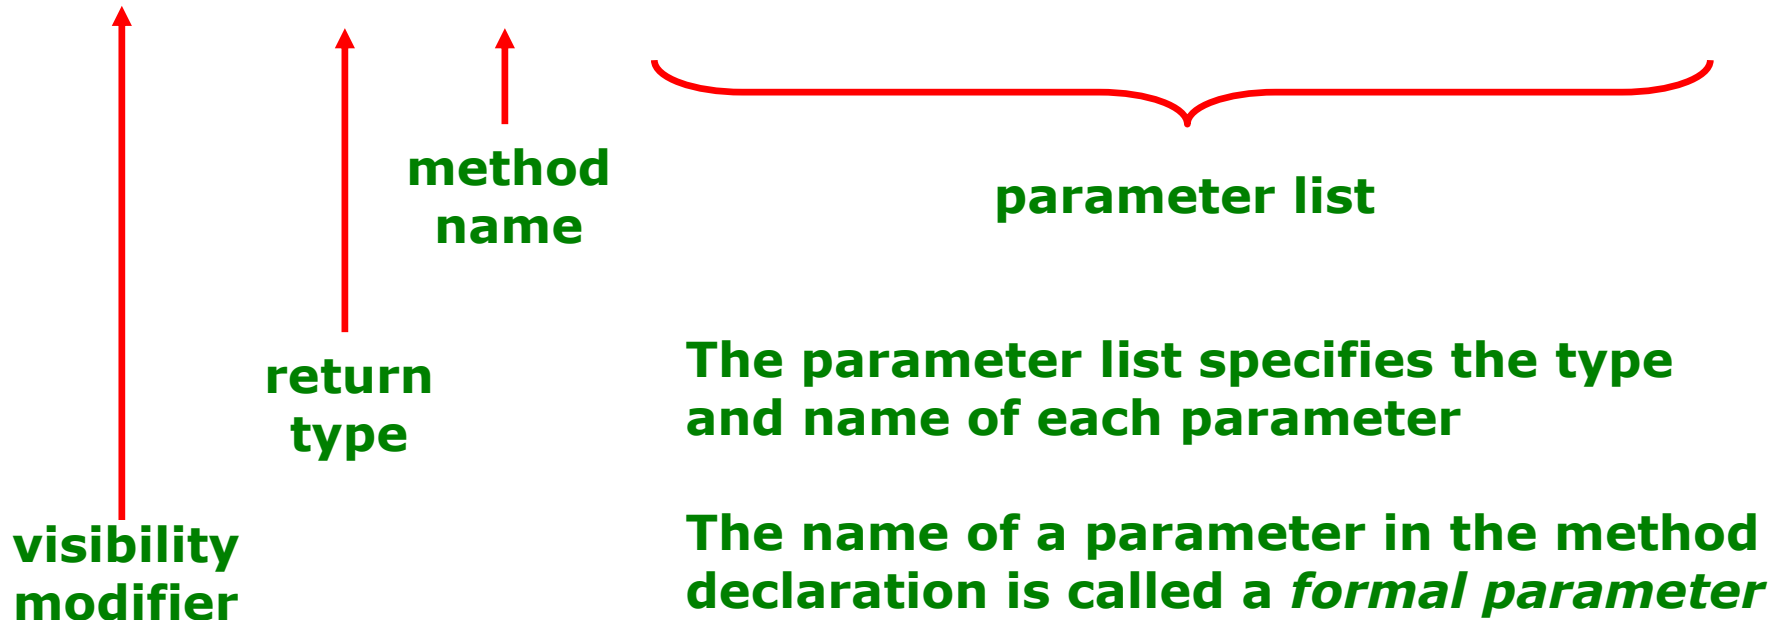 method
name
parameter list
return
type
The parameter list specifies the type
and name of each parameter
visibility
modifier
The name of a parameter in the method
declaration is called a formal parameter